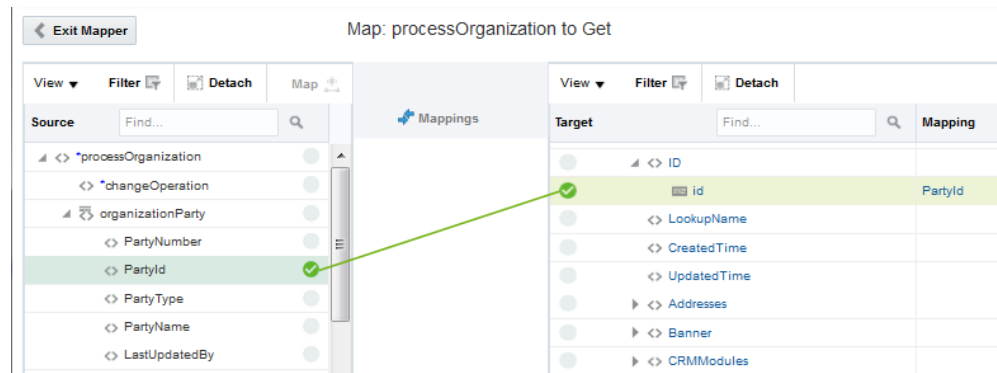 Exit Mapper
Map: processOrganization to Get
View Filter Detach Map
View Filter Detach
Source Find...
Mappings
Target Find... Mapping
<> *processOrganization
<> *changeOperation
organizationParty
<> PartyNumber
<> PartyId
<> PartyType
<> PartyName
<> LastUpdatedBy
<> ID
id PartyId
<> LookupName
<> CreatedTime
<> UpdatedTime
<> Addresses
<> Banner
<> CRMModules